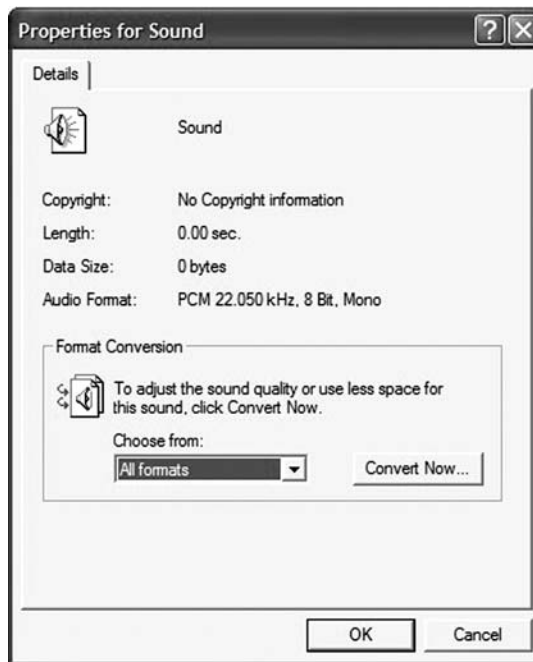 Properties for Sound
Details
Sound
Copyright: No Copyright information
Length: 0.00 sec.
Data Size: 0 bytes
Audio Format: PCM 22.050 kHz, 8 Bit, Mono
Format Conversion
To adjust the sound quality or use less space for
this sound, click Convert Now.
Choose from:
All formats
Convert Now...
OK
Cancel